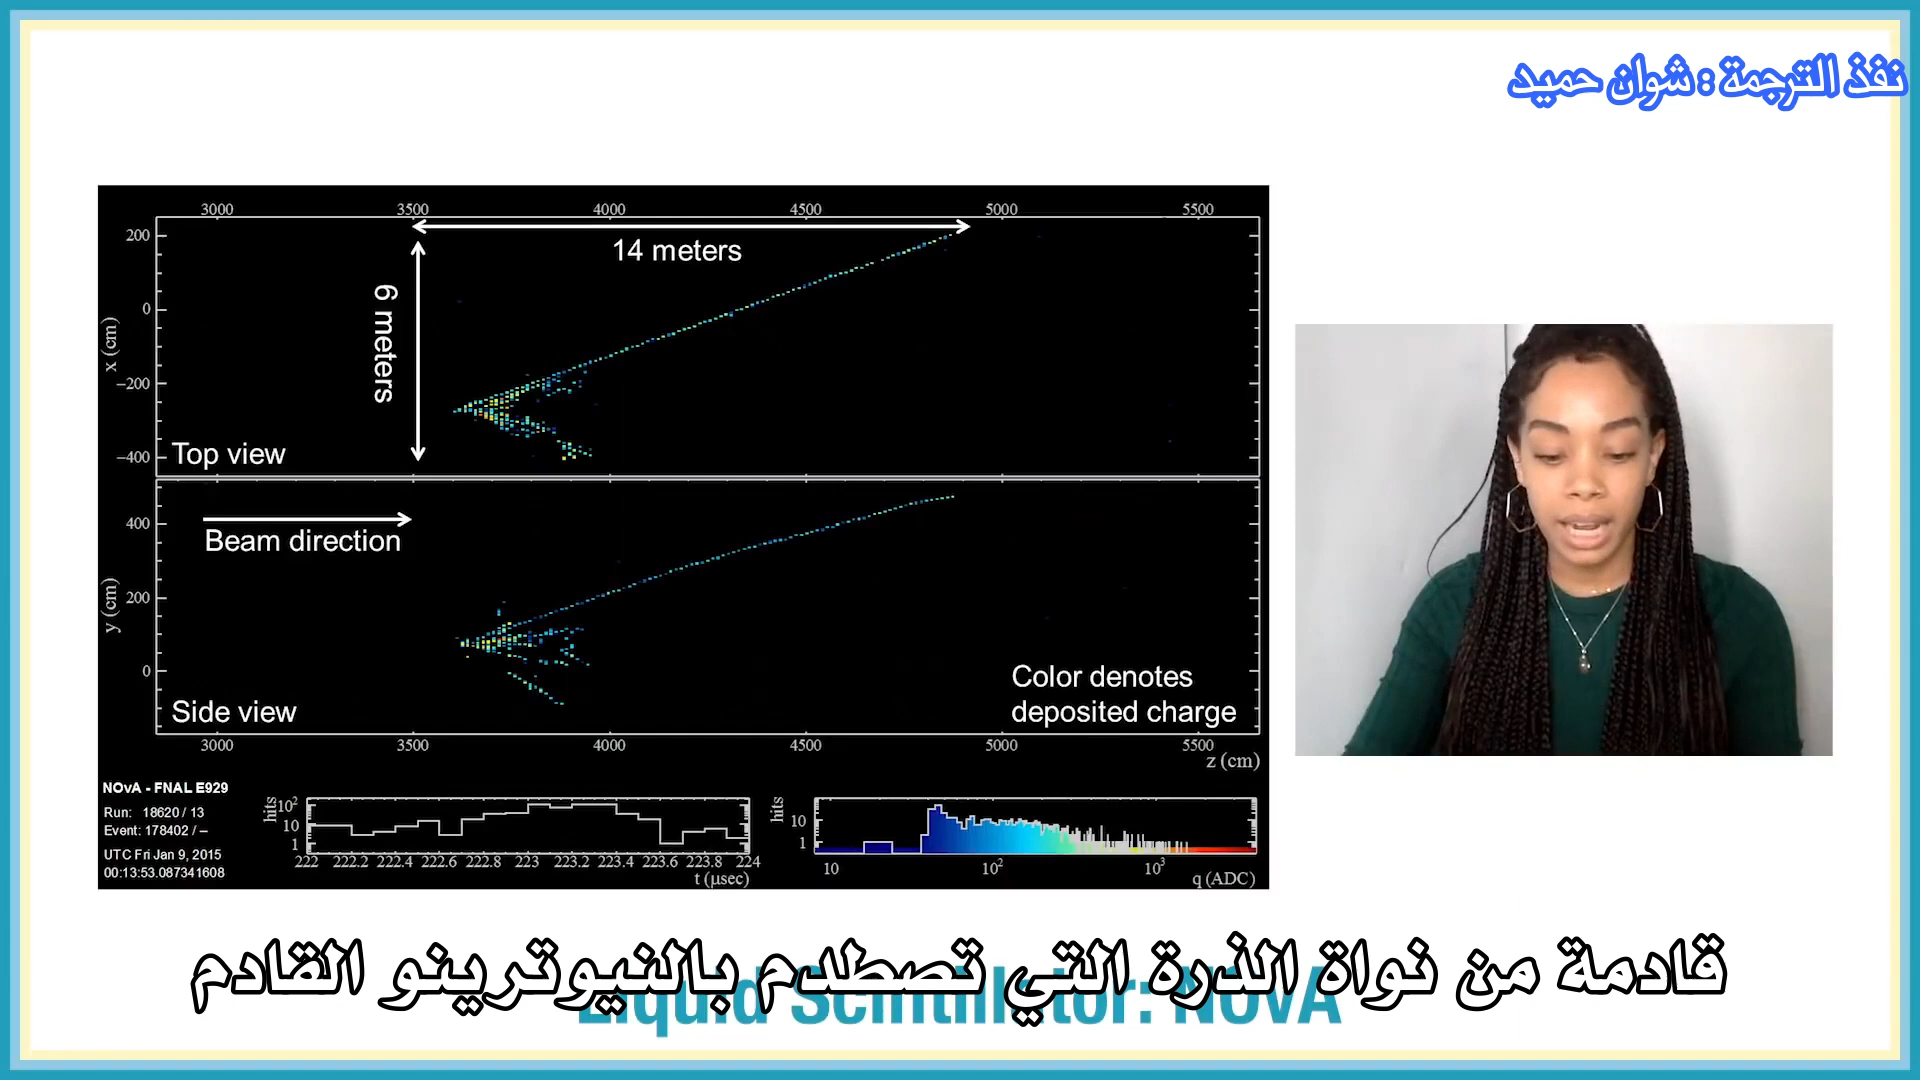 نفذ الترجمة : شوان حميد
3000 3500 4000 4500 5000 5500
200
0
−200
−400
x (cm)
14 meters
6 meters
Top view
400
200
0
y (cm)
Beam direction
Side view
Color denotes
deposited charge
3000 3500 4000 4500 5000 5500
z (cm)
NOvA - FNAL E929
Run: 18620 / 13
Event: 178402 / --
UTC Fri Jan 9, 2015
00:13:53.087341608
hits
10²
10
1
222 222.2 222.4 222.6 222.8 223 223.2 223.4 223.6 223.8 224
t (μsec)
hits
10
1
10 10² 10³
q (ADC)
قادمة من نواة الذرة التي تصطدم بالنيوترينو القادم
Liquid Scintillator: NOvA